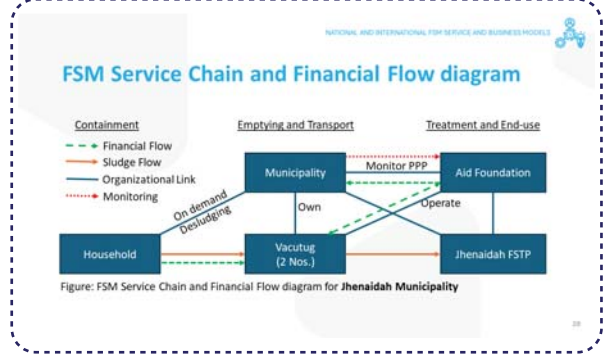 NATIONAL AND INTERNATIONAL FSM SERVICE AND BUSINESS MODELS
FSM Service Chain and Financial Flow diagram
Containment
Emptying and Transport
Treatment and End-use
Financial Flow
Sludge Flow
Organizational Link
Monitoring
Municipality
Monitor PPP
Aid Foundation
On demand
Desludging
Own
Operate
Household
Vacutug
(2 Nos.)
Jhenaidah FSTP
Figure: FSM Service Chain and Financial Flow diagram for Jhenaidah Municipality
28